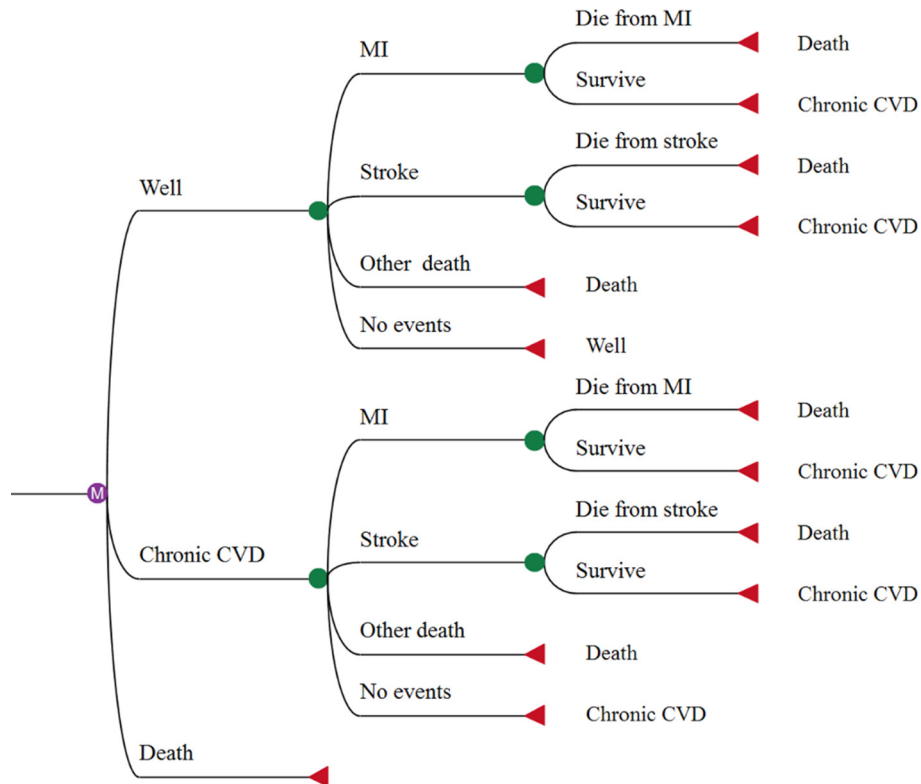 Die from MI
MI
Death
Survive
Chronic CVD
Die from stroke
Stroke
Death
Well
Survive
Chronic CVD
Other death
Death
No events
Well
Die from MI
MI
Death
Survive
Chronic CVD
M
Die from stroke
Stroke
Death
Chronic CVD
Survive
Chronic CVD
Other death
Death
No events
Chronic CVD
Death